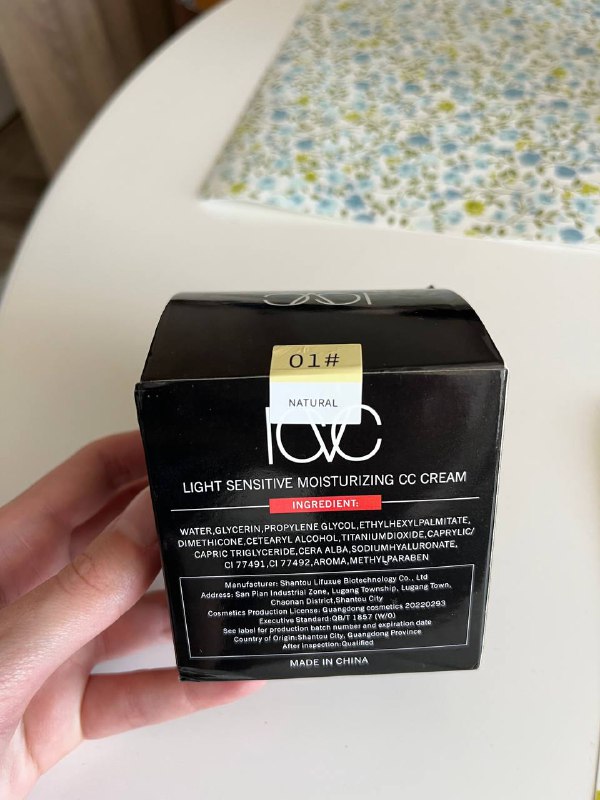 01#
NATURAL
LIGHT SENSITIVE MOISTURIZING CC CREAM
INGREDIENT:
WATER,GLYCERIN,PROPYLENE GLYCOL,ETHYLHEXYLPALMITATE,
DIMETHICONE,CETEARYL ALCOHOL,TITANIUMDIOXIDE,CAPRYLIC/
CAPRIC TRIGLYCERIDE,CERA ALBA,SODIUMHYALURONATE,
CI 77491,CI 77492,AROMA,METHYLPARABEN
Manufacturer: Shantou Lifuxue Biotechnology Co., Ltd
Address: San Pian Industrial Zone, Lugang Township, Lugang Town,
Chaonan District,Shantou City
Cosmetics Production License: Guangdong cosmetics 20220293
Executive Standard:QB/T 1857 (W/O)
See label for production batch number and expiration date
Country of Origin:Shantou City, Guangdong Province
After inspection:Qualified
MADE IN CHINA